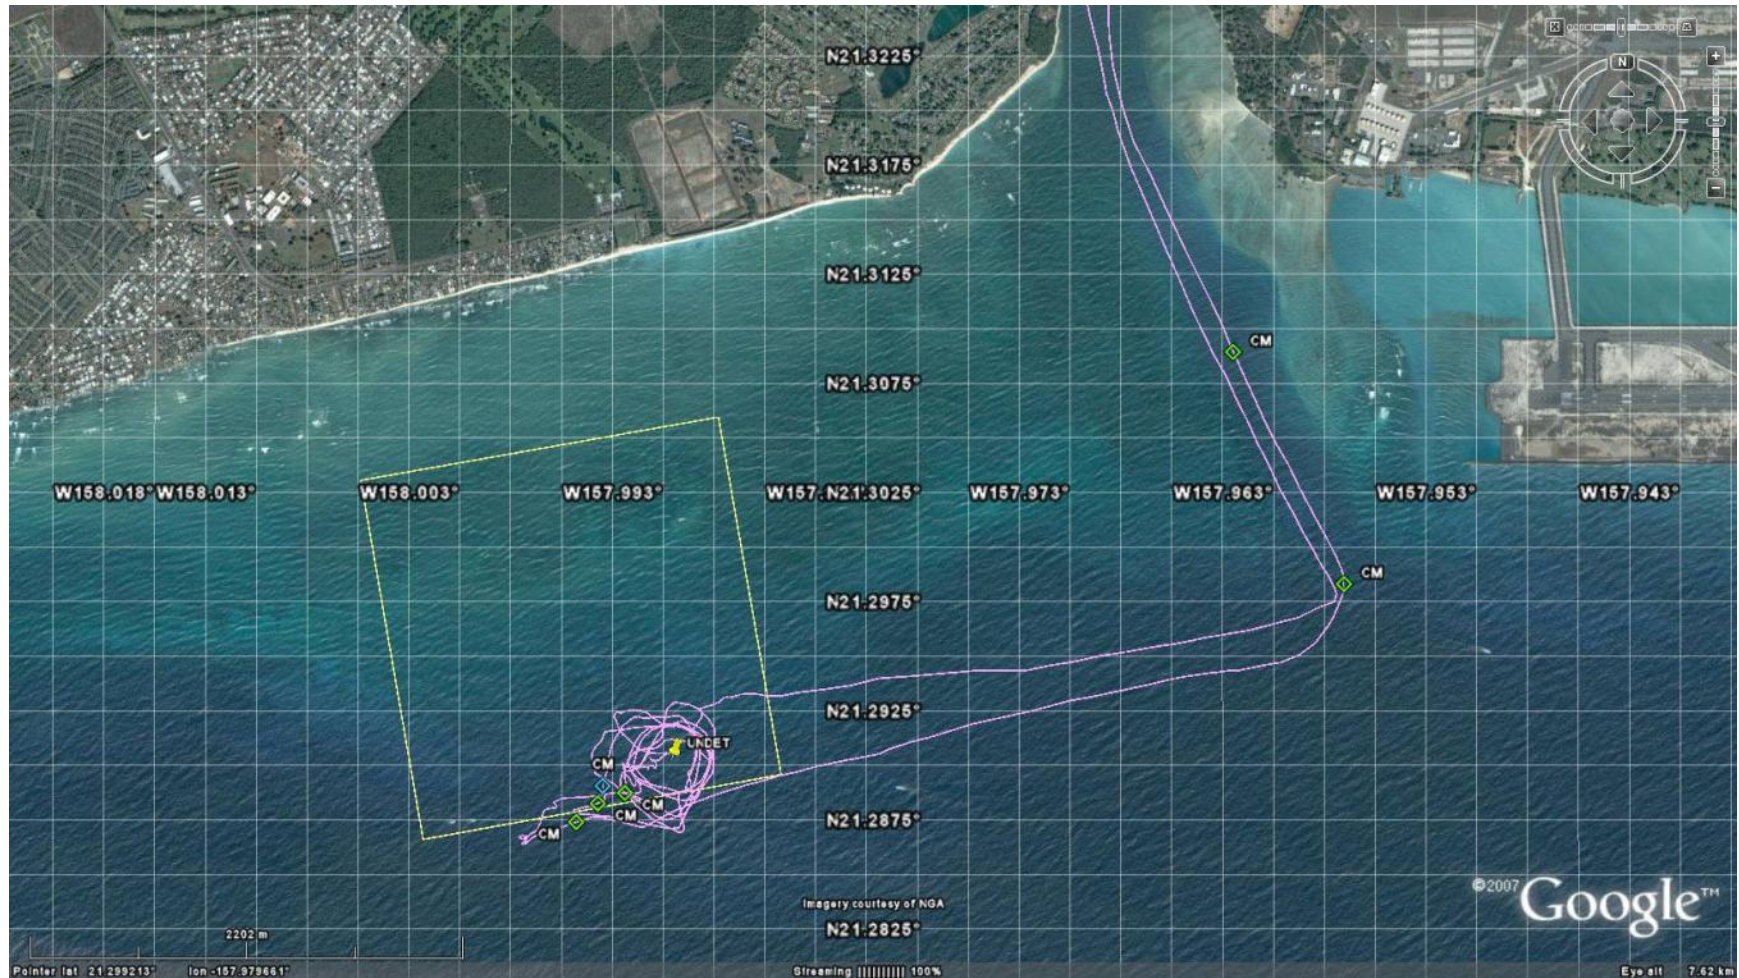 N
N21.3225°
N21.3175°
N21.3125°
CM
N21.3075°
W158.018° W158.013° W158.003° W157.993° W157. N21.3025° W157.973° W157.963° W157.953° W157.943°
CM
N21.2975°
N21.2925°
UNDET
CM
CM
CM
CM
N21.2875°
©2007 Google™
Imagery courtesy of NGA
N21.2825°
2202 m
Pointer lat 21.299213° lon -157.979661° Streaming |||||||||| 100% Eye alt 7.62 km